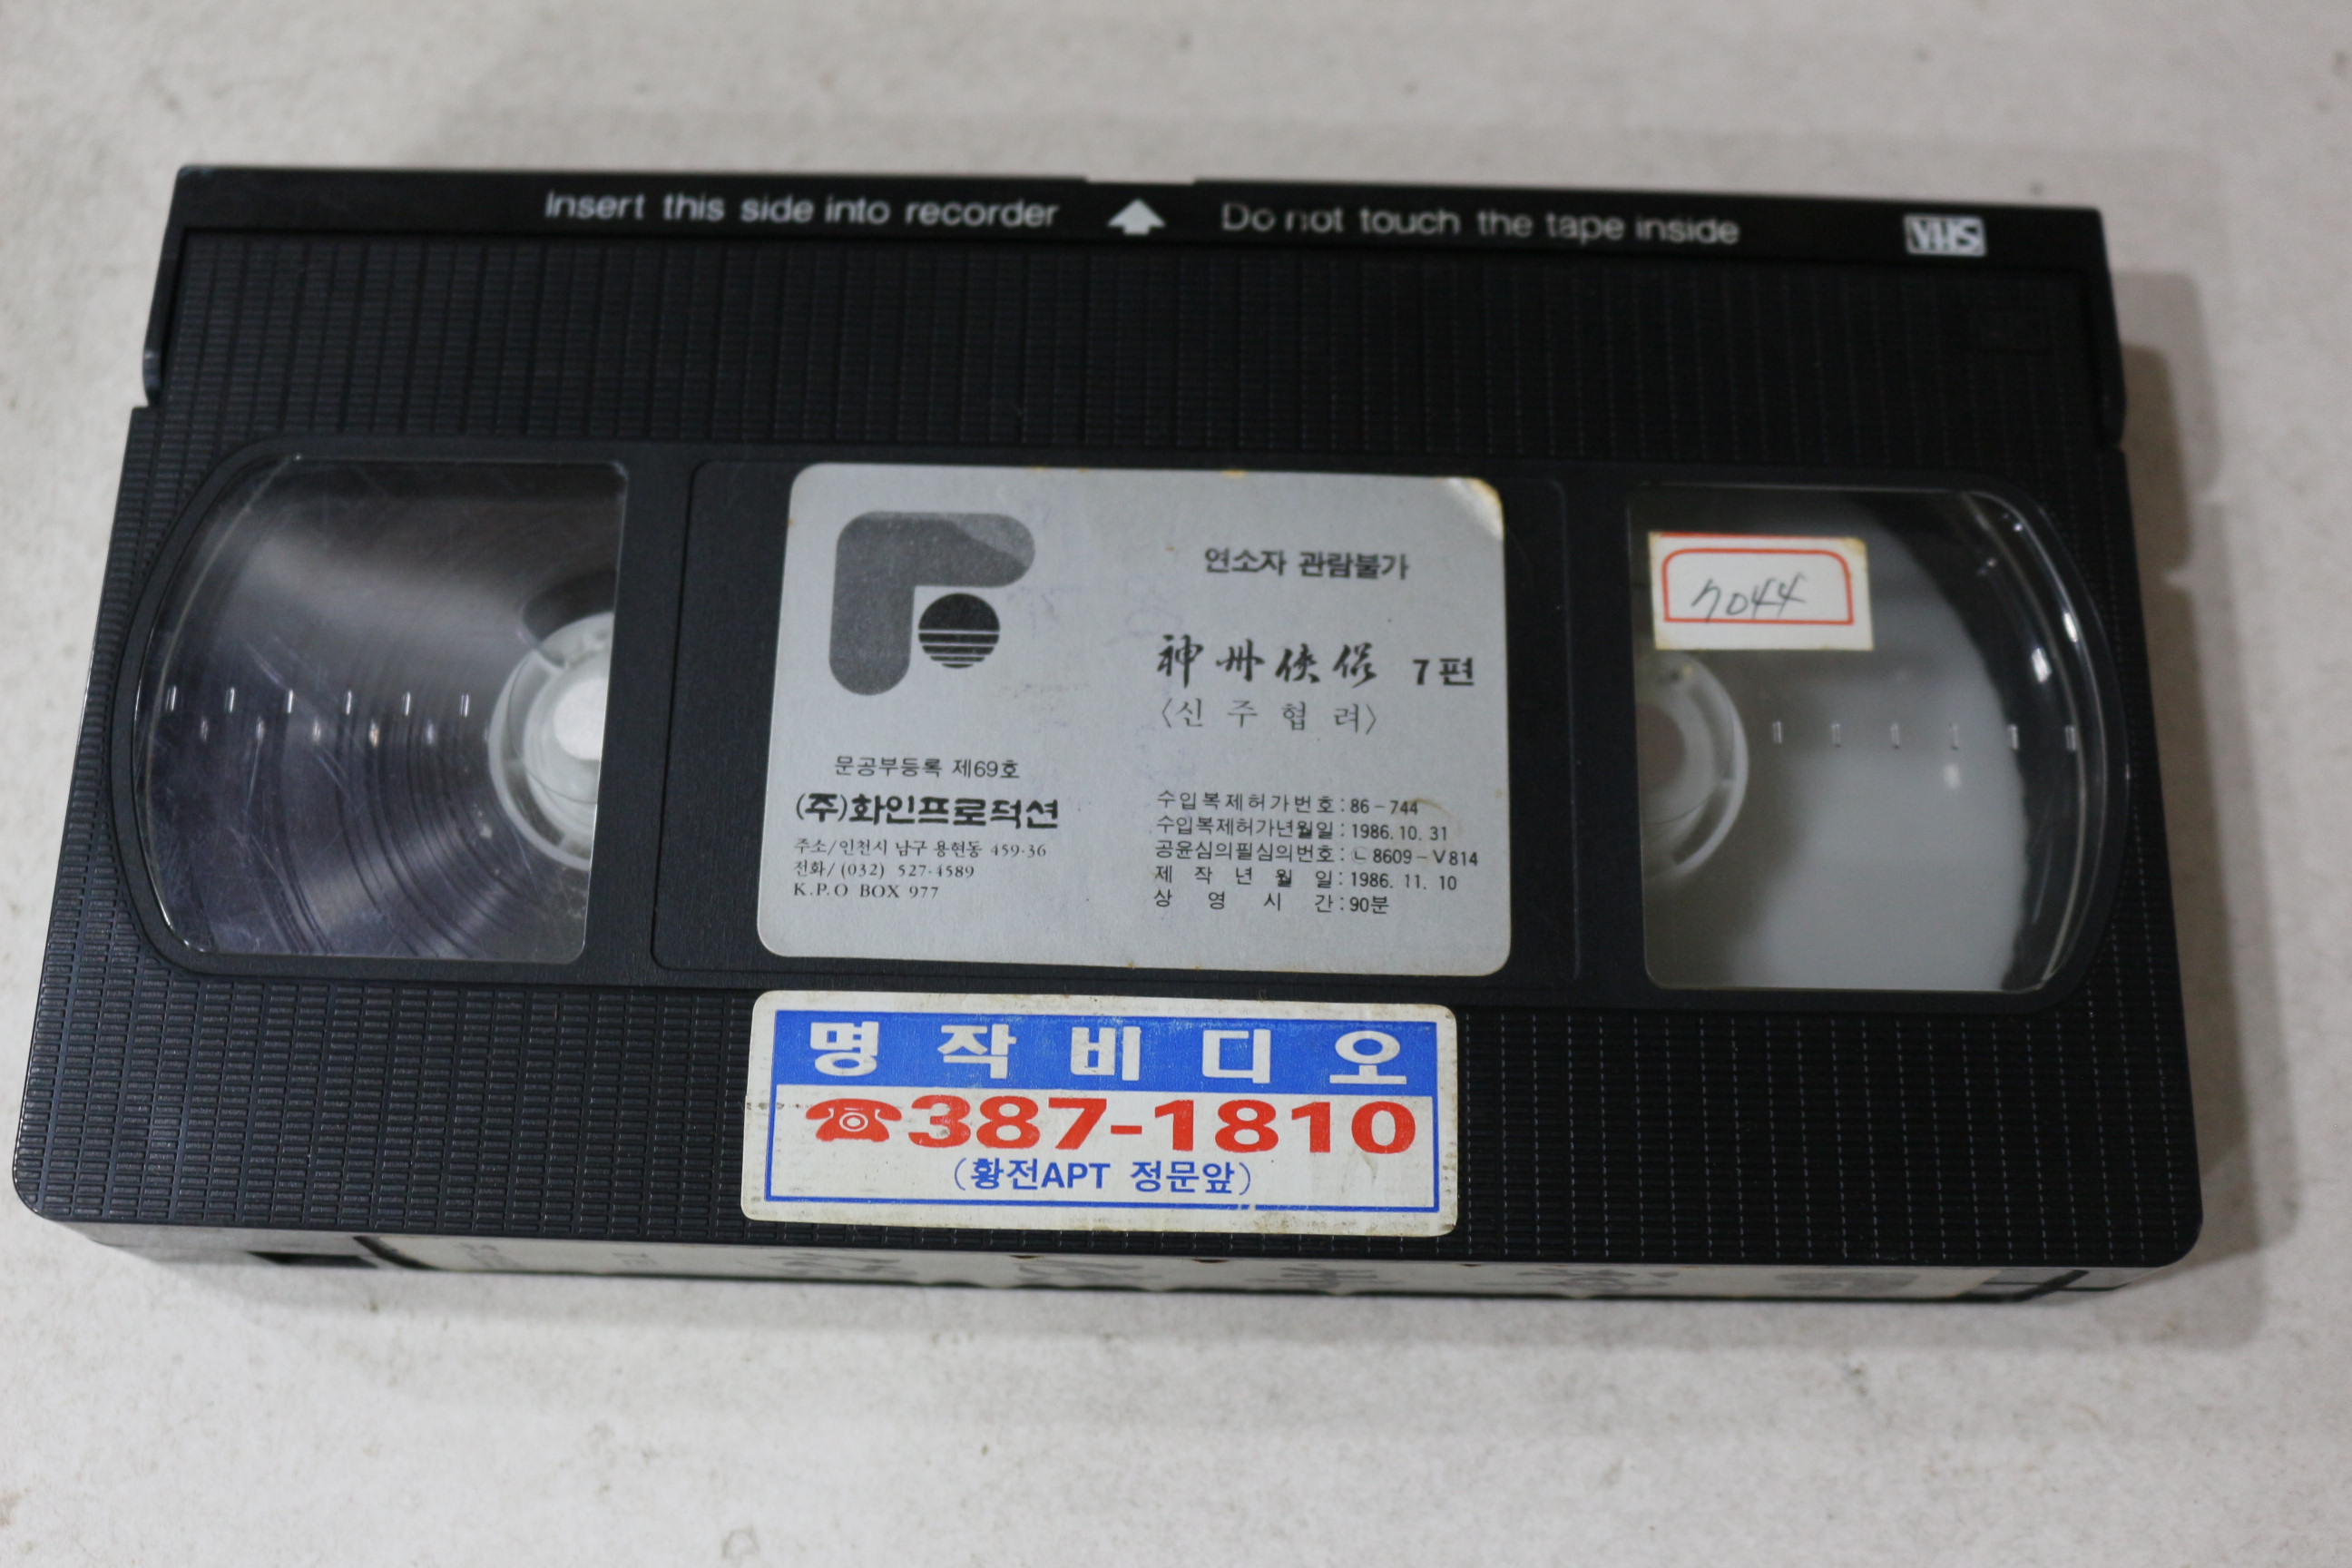 Insert this side into recorder Do not touch the tape inside VHS
연소자 관람불가
神州俠侶 7편
〈신주협려〉
7044
문공부등록 제69호
(주)화인프로덕션
주소/인천시 남구 용현동 459-36
전화/(032) 527-4589
K.P.O BOX 977
수입복제허가번호:86-744
수입복제허가년월일:1986.10.31
공윤심의필심의번호:㉡8609-V814
제작년월일:1986.11.10
상영시간:90분
명작비디오
☎387-1810
(황전APT 정문앞)